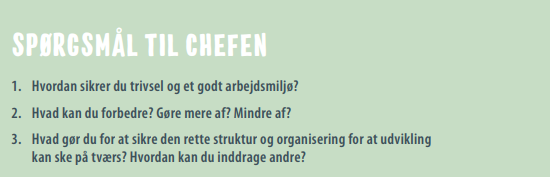 SPØRGSMÅL TIL CHEFEN
1. Hvordan sikrer du trivsel og et godt arbejdsmiljø?
2. Hvad kan du forbedre? Gøre mere af? Mindre af?
3. Hvad gør du for at sikre den rette struktur og organisering for at udvikling
kan ske på tværs? Hvordan kan du inddrage andre?